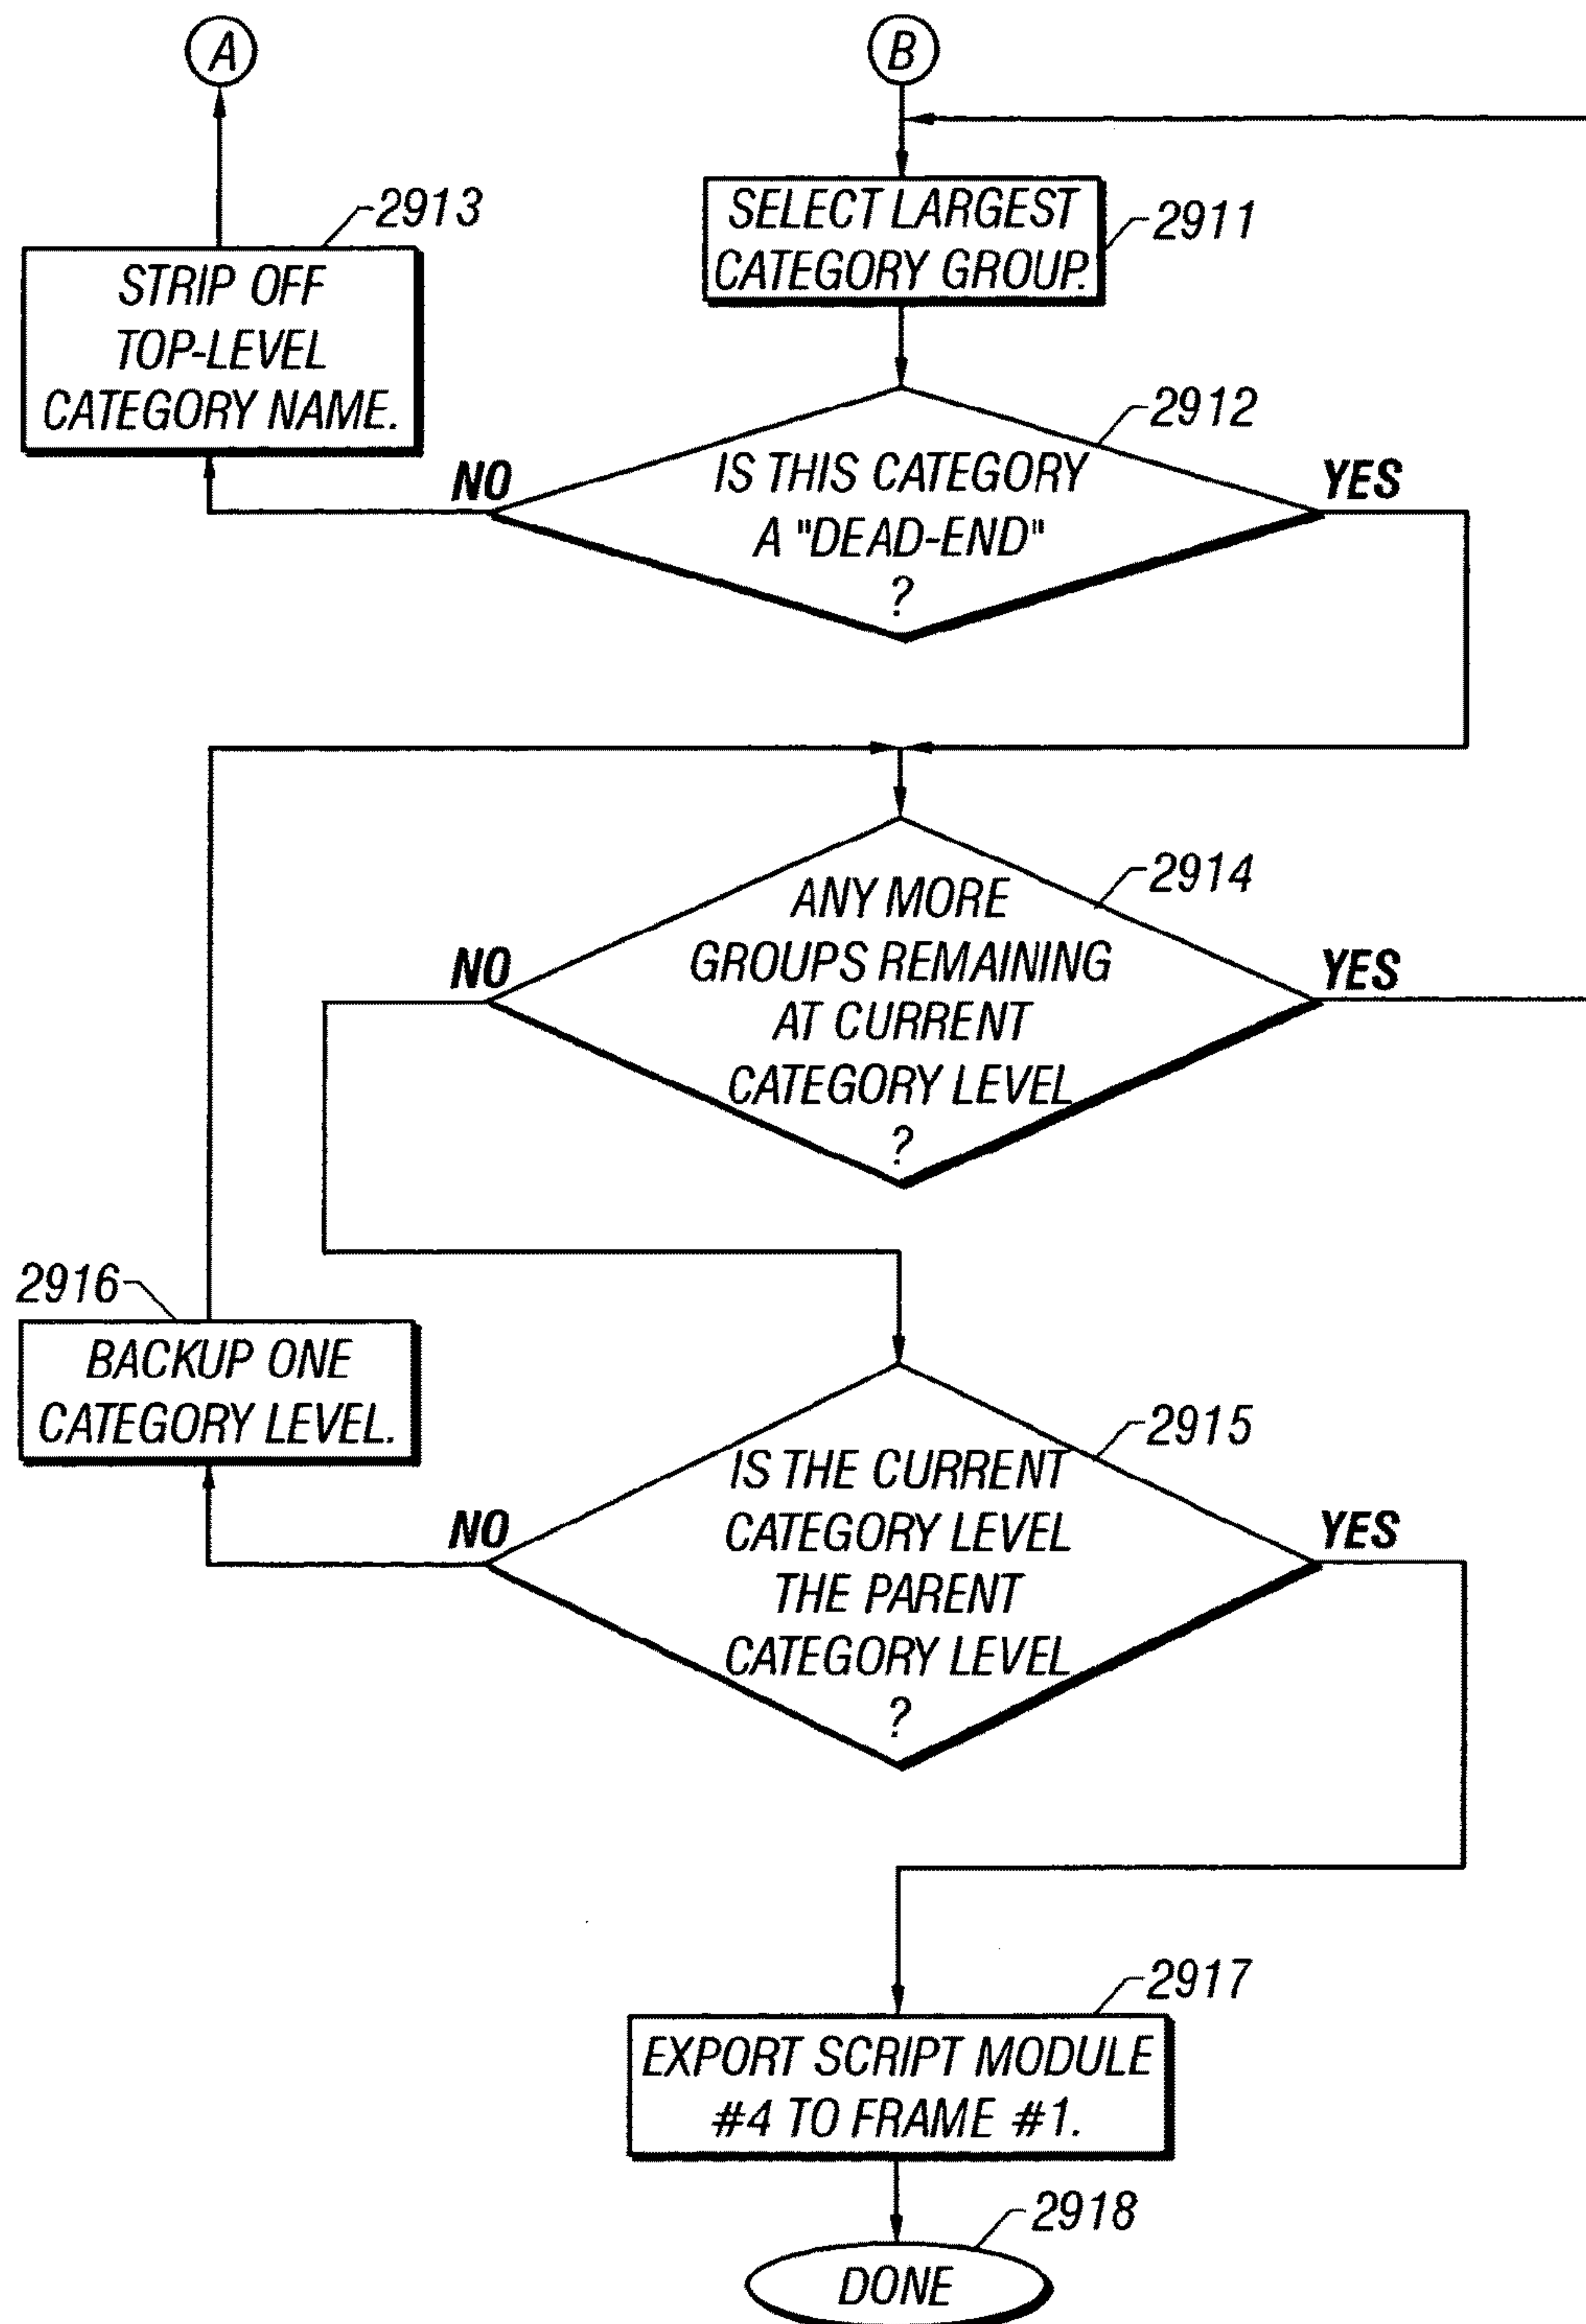 A
B
2913
STRIP OFF
TOP-LEVEL
CATEGORY NAME.
SELECT LARGEST
CATEGORY GROUP.
2911
2912
NO
IS THIS CATEGORY
A "DEAD-END"
?
YES
2914
NO
ANY MORE
GROUPS REMAINING
AT CURRENT
CATEGORY LEVEL
?
YES
2916
BACKUP ONE
CATEGORY LEVEL.
2915
NO
IS THE CURRENT
CATEGORY LEVEL
THE PARENT
CATEGORY LEVEL
?
YES
2917
EXPORT SCRIPT MODULE
#4 TO FRAME #1.
2918
DONE